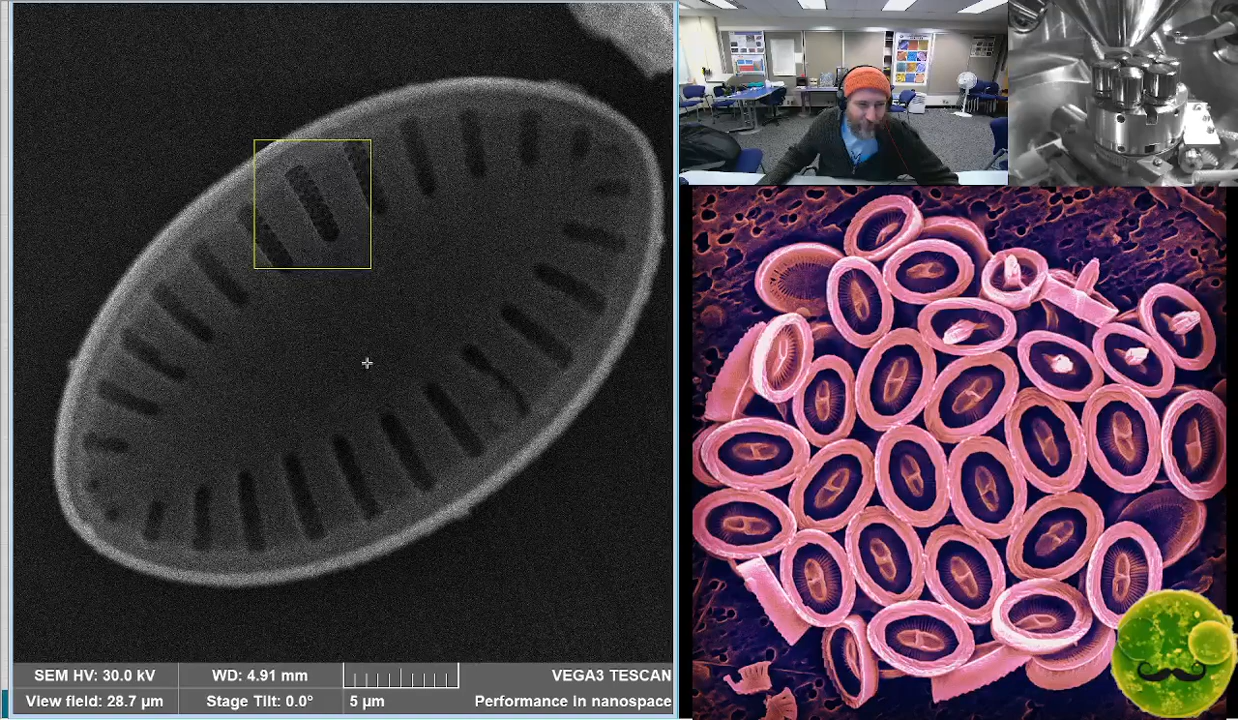 SEM HV: 30.0 kV
WD: 4.91 mm
VEGA3 TESCAN
View field: 28.7 µm
Stage Tilt: 0.0°
5 µm
Performance in nanospace